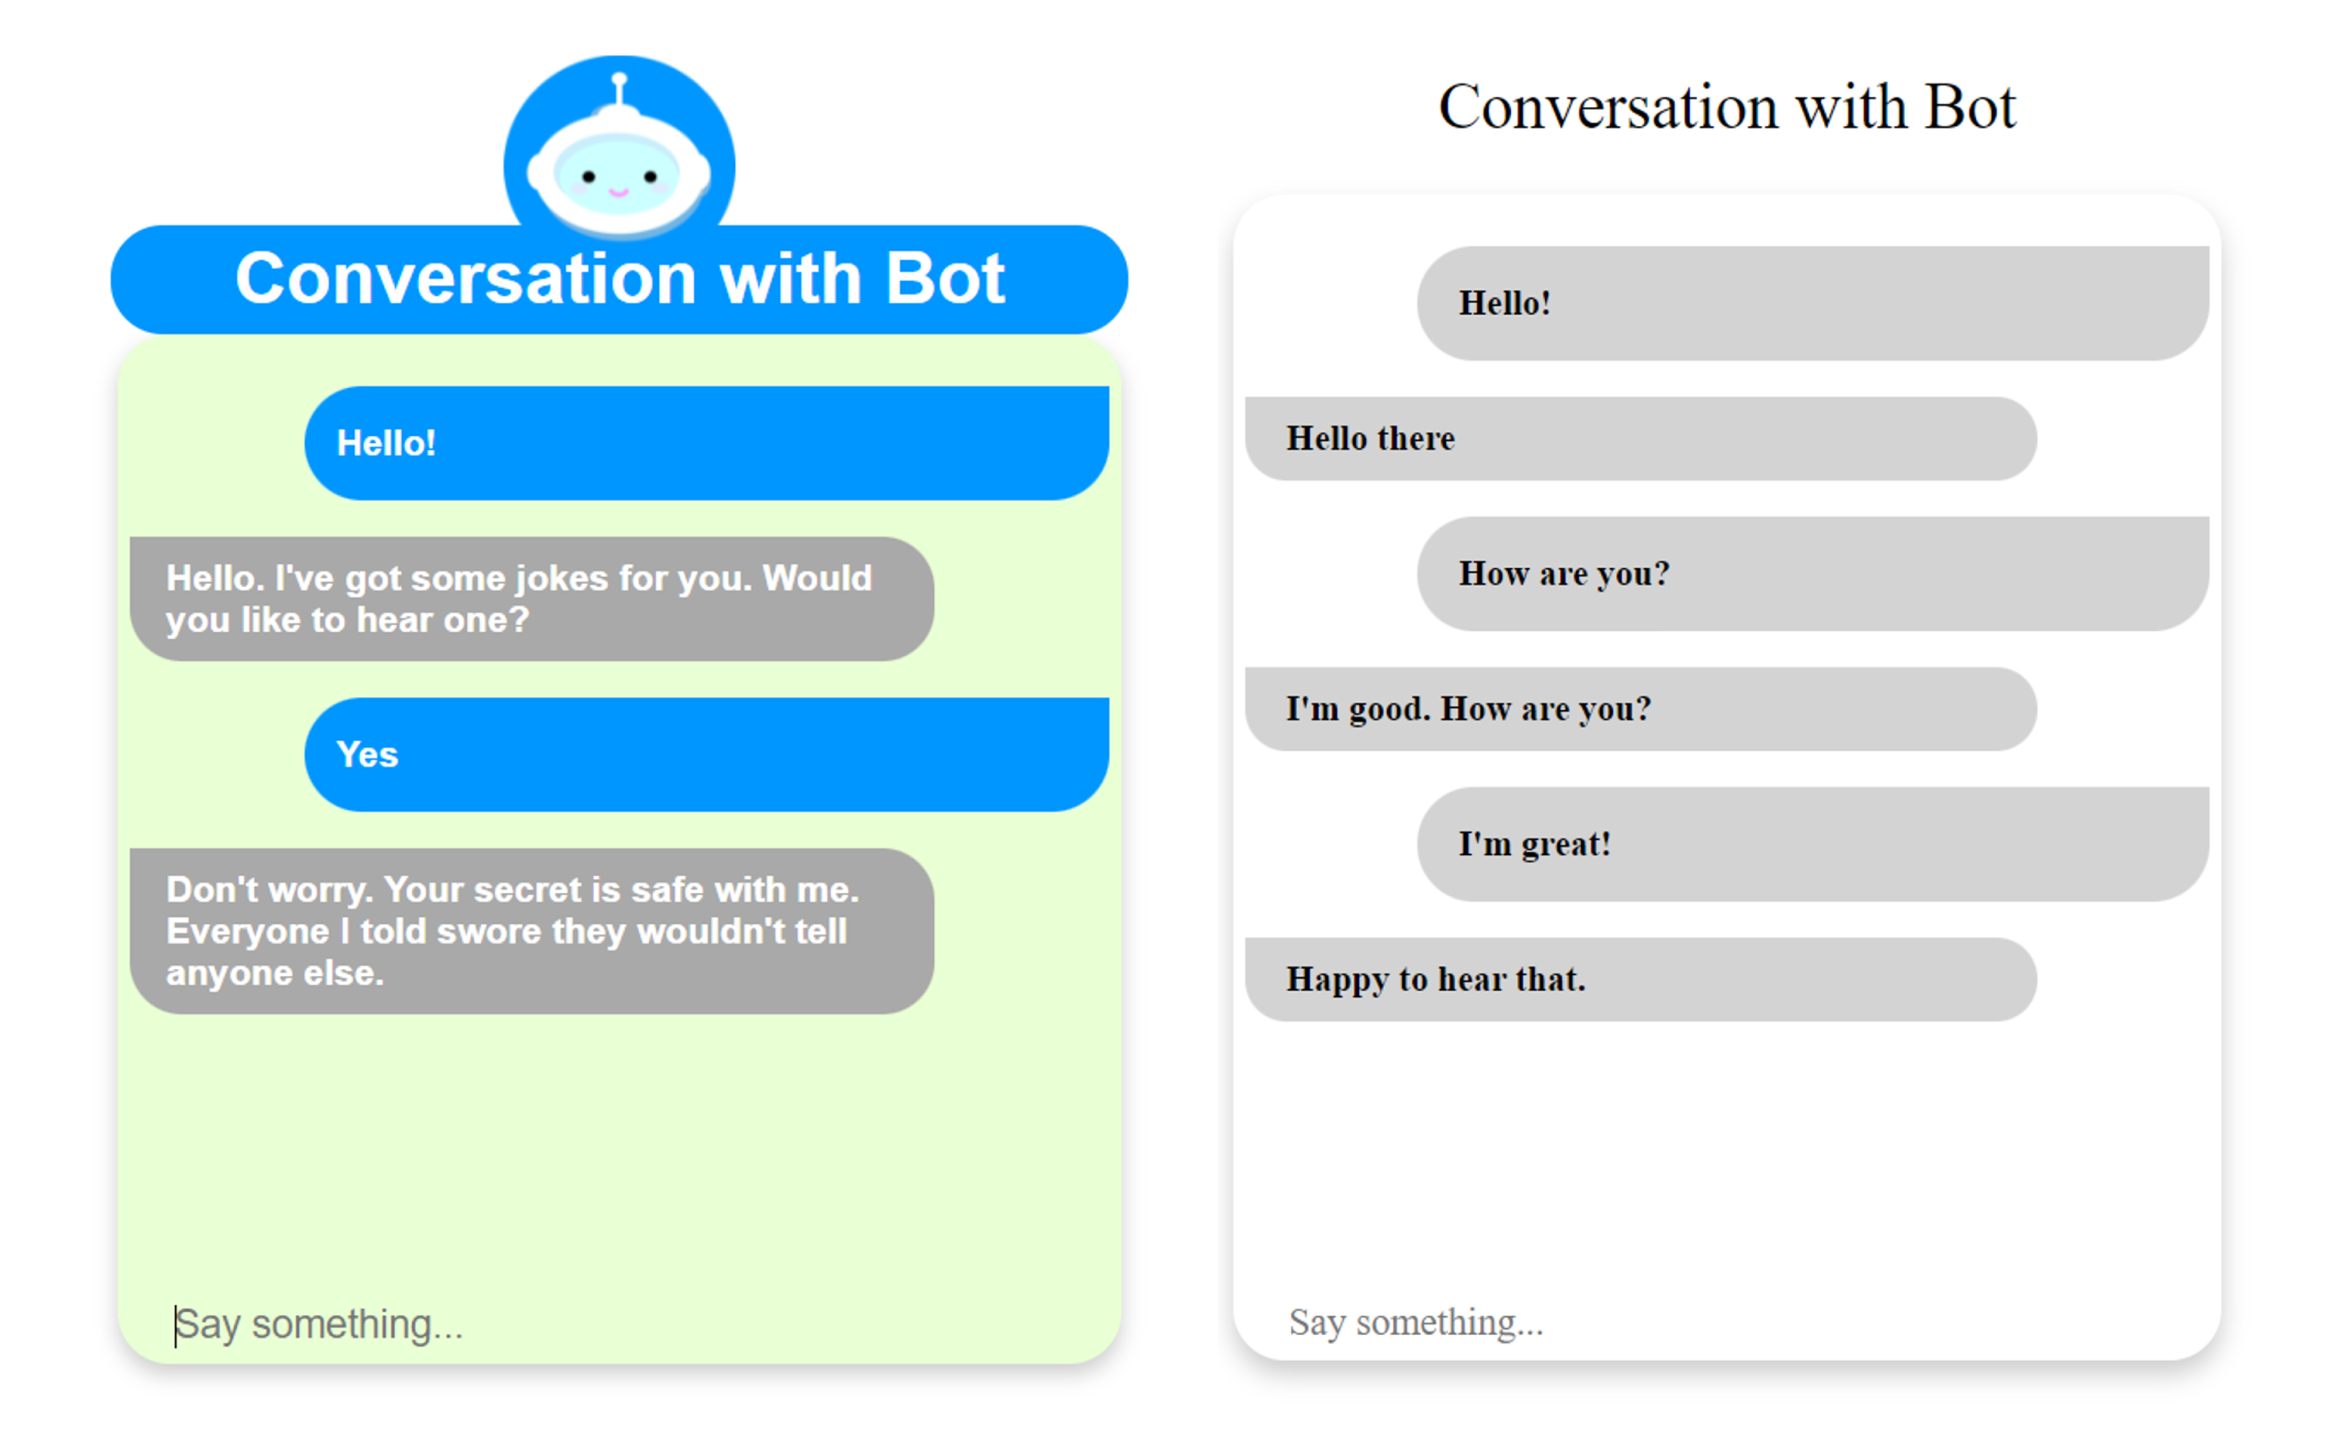 Conversation with Bot
Hello!
Hello. I've got some jokes for you. Would
you like to hear one?
Yes
Don't worry. Your secret is safe with me.
Everyone I told swore they wouldn't tell
anyone else.
Say something...
Conversation with Bot
Hello!
Hello there
How are you?
I'm good. How are you?
I'm great!
Happy to hear that.
Say something...